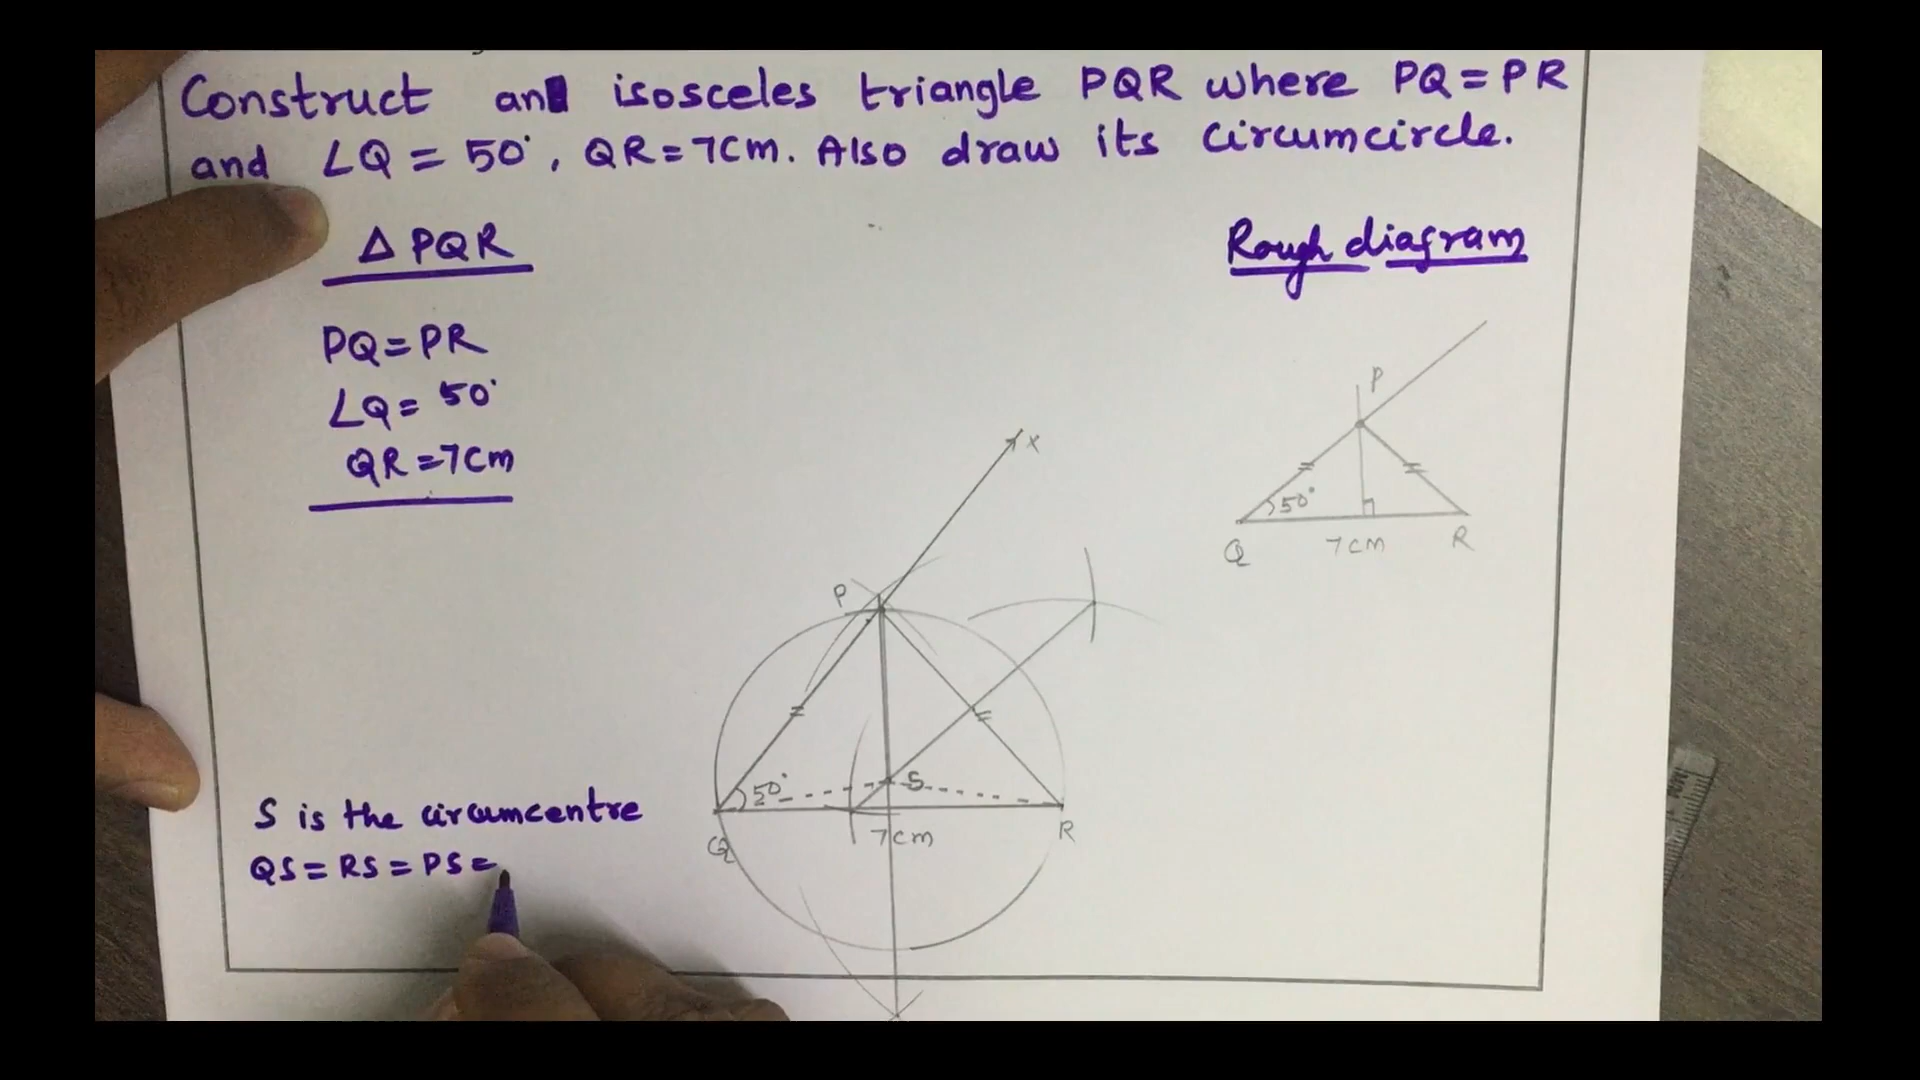 Construct an isosceles triangle PQR where PQ = PR
and ∠Q = 50°, QR = 7cm. Also draw its circumcircle.
Δ PQR
Rough diagram
PQ = PR
∠Q = 50°
QR = 7cm
P
50°
Q
7cm
R
X
P
50°
S
Q
7cm
R
S is the circumcentre
QS = RS = PS =